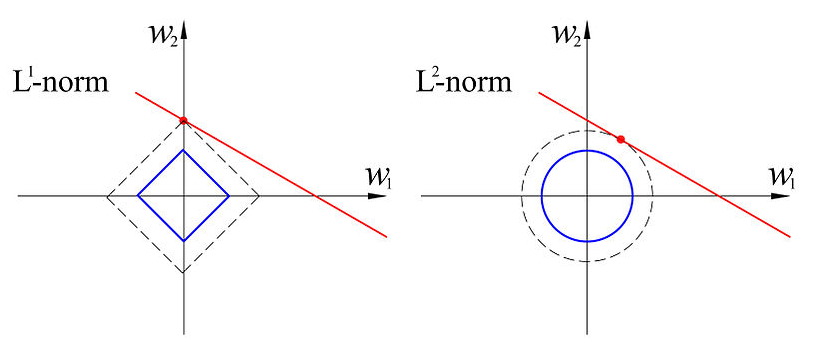 w₂
L¹-norm
w₁
w₂
L²-norm
w₁